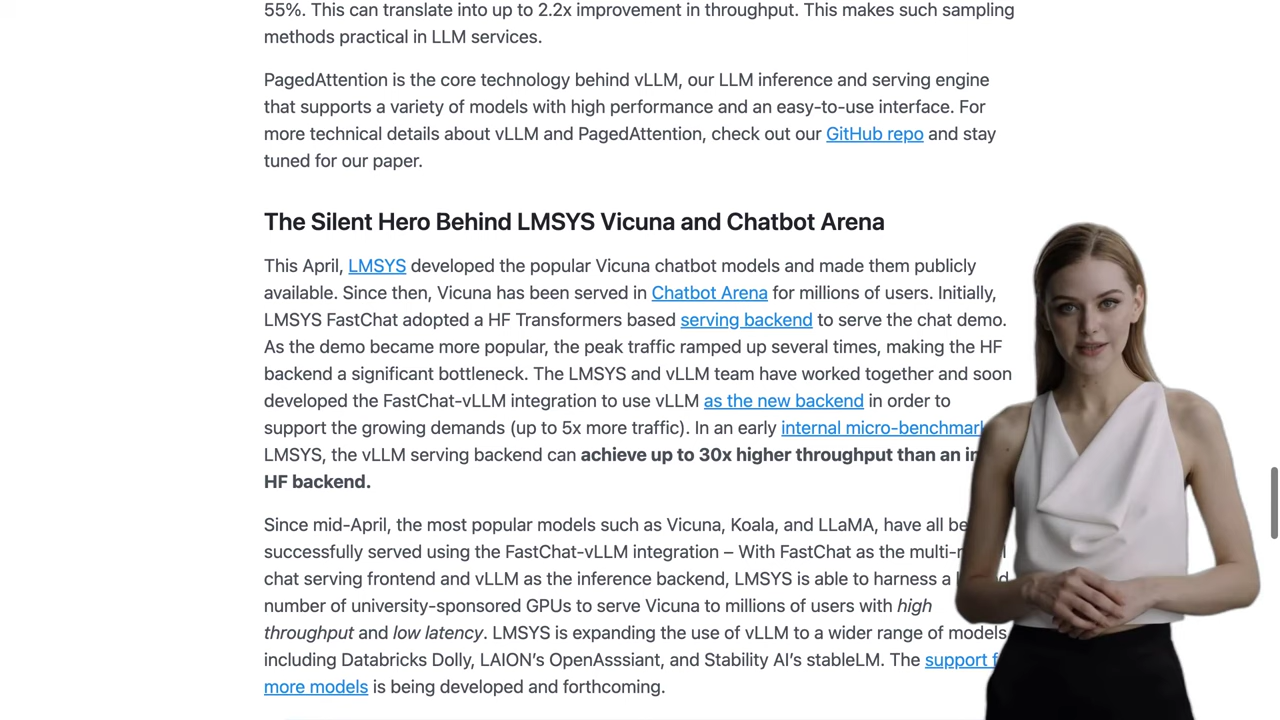 55%. This can translate into up to 2.2x improvement in throughput. This makes such sampling
methods practical in LLM services.
PagedAttention is the core technology behind vLLM, our LLM inference and serving engine
that supports a variety of models with high performance and an easy-to-use interface. For
more technical details about vLLM and PagedAttention, check out our GitHub repo and stay
tuned for our paper.
The Silent Hero Behind LMSYS Vicuna and Chatbot Arena
This April, LMSYS developed the popular Vicuna chatbot models and made them publicly
available. Since then, Vicuna has been served in Chatbot Arena for millions of users. Initially,
LMSYS FastChat adopted a HF Transformers based serving backend to serve the chat demo.
As the demo became more popular, the peak traffic ramped up several times, making the HF
backend a significant bottleneck. The LMSYS and vLLM team have worked together and soon
developed the FastChat-vLLM integration to use vLLM as the new backend in order to
support the growing demands (up to 5x more traffic). In an early internal micro-benchmark
LMSYS, the vLLM serving backend can achieve up to 30x higher throughput than an
HF backend.
Since mid-April, the most popular models such as Vicuna, Koala, and LLaMA, have all
successfully served using the FastChat-vLLM integration – With FastChat as the
chat serving frontend and vLLM as the inference backend, LMSYS is able to harness a
number of university-sponsored GPUs to serve Vicuna to millions of users with high
throughput and low latency. LMSYS is expanding the use of vLLM to a wider range of models
including Databricks Dolly, LAION’s OpenAsssiant, and Stability AI’s stableLM. The support
more models is being developed and forthcoming.